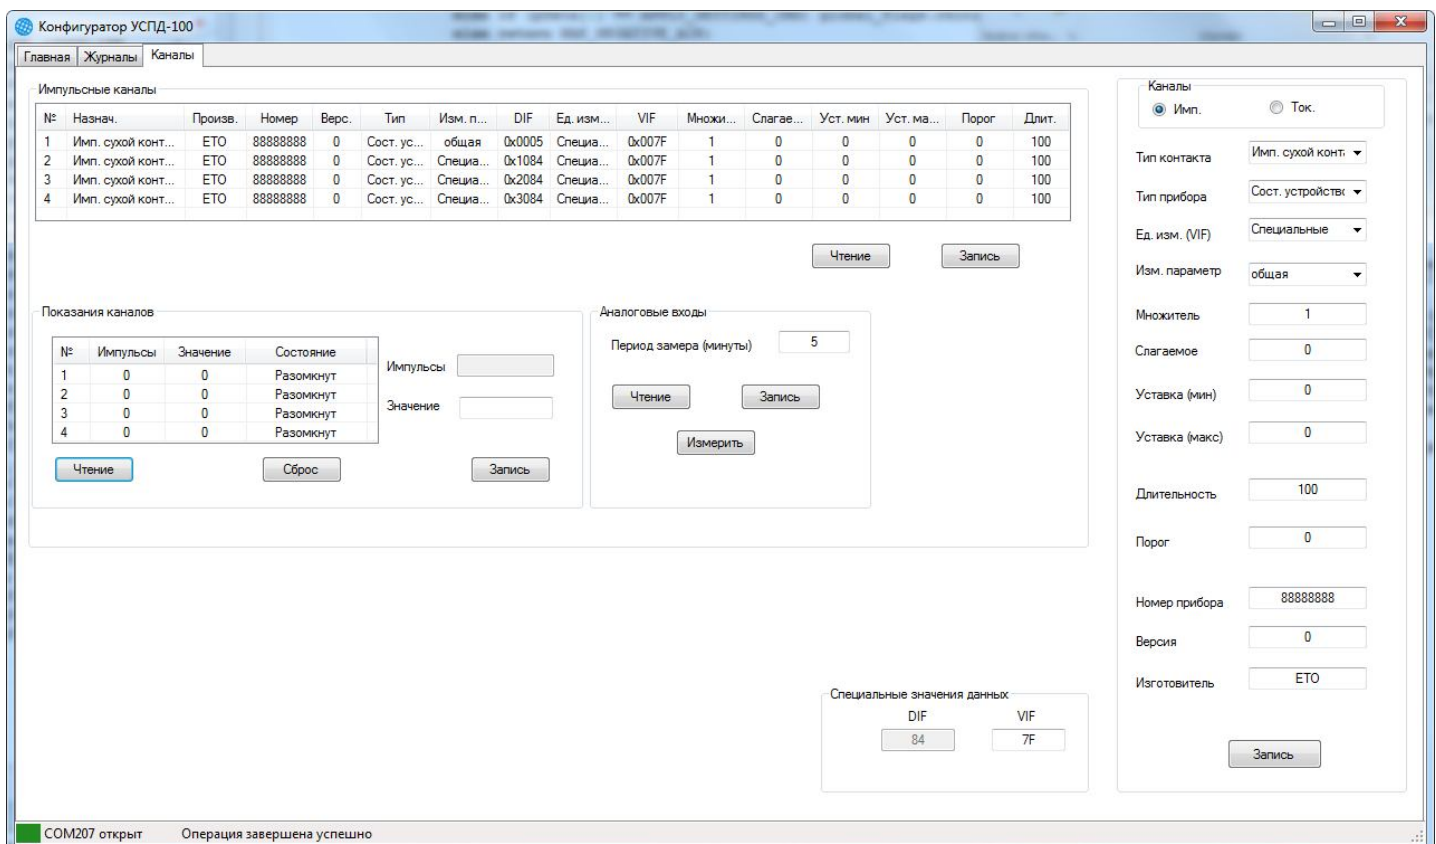 Конфигуратор УСПД-100
Главная Журналы Каналы
Импульсные каналы
№ Назнач. Произв. Номер Верс. Тип Изм. п... DIF Ед. изм... VIF Множи... Слагае... Уст. мин Уст. ма... Порог Длит.
1 Имп. сухой конт... ETO 88888888 0 Сост. ус... общая 0x0005 Специа... 0x007F 1 0 0 0 0 100
2 Имп. сухой конт... ETO 88888888 0 Сост. ус... Специа... 0x1084 Специа... 0x007F 1 0 0 0 0 100
3 Имп. сухой конт... ETO 88888888 0 Сост. ус... Специа... 0x2084 Специа... 0x007F 1 0 0 0 0 100
4 Имп. сухой конт... ETO 88888888 0 Сост. ус... Специа... 0x3084 Специа... 0x007F 1 0 0 0 0 100
Чтение Запись
Показания каналов
№ Импульсы Значение Состояние
1 0 0 Разомкнут
2 0 0 Разомкнут
3 0 0 Разомкнут
4 0 0 Разомкнут
Импульсы
Значение
Чтение Сброс Запись
Аналоговые входы
Период замера (минуты) 5
Чтение Запись
Измерить
Специальные значения данных
DIF VIF
84 7F
Каналы
Имп. Ток.
Тип контакта Имп. сухой конт
Тип прибора Сост. устройств
Ед. изм. (VIF) Специальные
Изм. параметр общая
Множитель 1
Слагаемое 0
Уставка (мин) 0
Уставка (макс) 0
Длительность 100
Порог 0
Номер прибора 88888888
Версия 0
Изготовитель ETO
Запись
COM207 открыт Операция завершена успешно